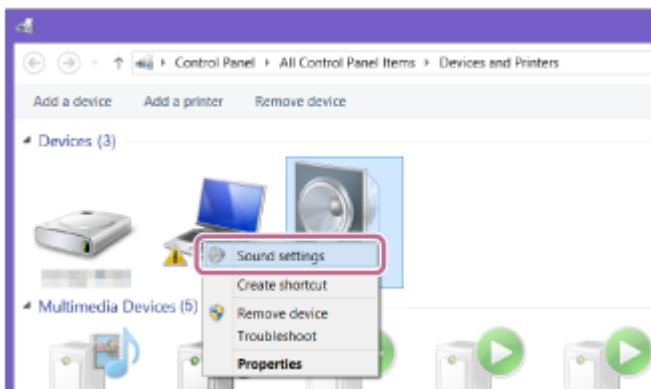 Control Panel All Control Panel Items Devices and Printers
Add a device Add a printer Remove device
Devices (3)
Sound settings
Create shortcut
Multimedia Devices (5)
Remove device
Troubleshoot
Properties